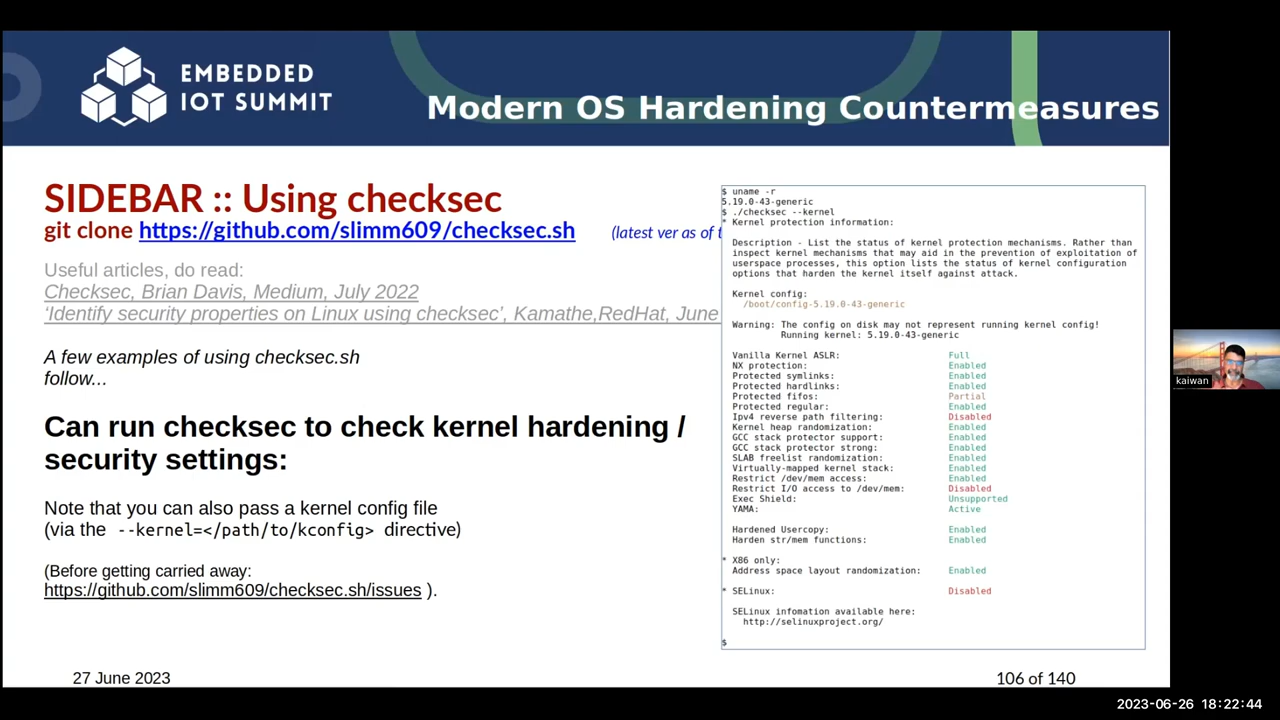 EMBEDDED
IOT SUMMIT
Modern OS Hardening Countermeasures
SIDEBAR :: Using checksec
git clone https://github.com/slimm609/checksec.sh (latest ver as of t
Useful articles, do read:
Checksec, Brian Davis, Medium, July 2022
‘Identify security properties on Linux using checksec’, Kamathe,RedHat, June
A few examples of using checksec.sh
follow...
Can run checksec to check kernel hardening /
security settings:
Note that you can also pass a kernel config file
(via the --kernel=</path/to/kconfig> directive)
(Before getting carried away:
https://github.com/slimm609/checksec.sh/issues ).
$ uname -r
5.19.0-43-generic
$ ./checksec --kernel
* Kernel protection information:
Description - List the status of kernel protection mechanisms. Rather than
inspect kernel mechanisms that may aid in the prevention of exploitation of
userspace processes, this option lists the status of kernel configuration
options that harden the kernel itself against attack.
Kernel config:
/boot/config-5.19.0-43-generic
Warning: The config on disk may not represent running kernel config!
Running kernel: 5.19.0-43-generic
Vanilla Kernel ASLR: Full
NX protection: Enabled
Protected symlinks: Enabled
Protected hardlinks: Enabled
Protected fifos: Partial
Protected regular: Enabled
Ipv4 reverse path filtering: Disabled
Kernel heap randomization: Enabled
GCC stack protector support: Enabled
GCC stack protector strong: Enabled
SLAB freelist randomization: Enabled
Virtually-mapped kernel stack: Enabled
Restrict /dev/mem access: Enabled
Restrict I/O access to /dev/mem: Disabled
Exec Shield: Unsupported
YAMA: Active
Hardened Usercopy: Enabled
Harden str/mem functions: Enabled
* X86 only:
Address space layout randomization: Enabled
* SELinux: Disabled
SELinux infomation available here:
http://selinuxproject.org/
$
27 June 2023
106 of 140
kaiwan
2023-06-26 18:22:44